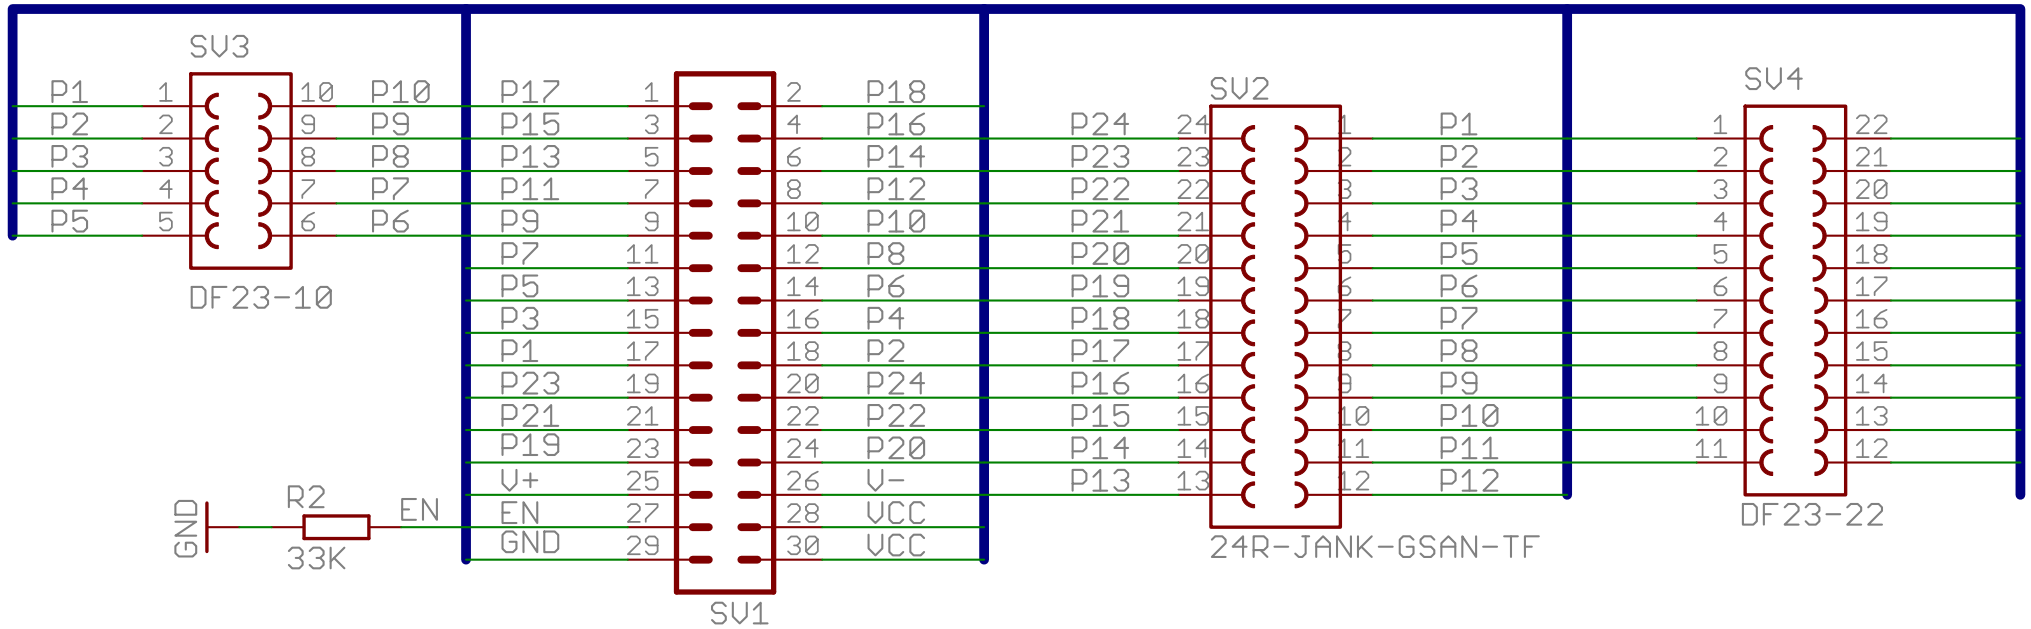 SV3
P1 1 10 P10
P2 2 9 P9
P3 3 8 P8
P4 4 7 P7
P5 5 6 P6
DF23-10
P17 1 2 P18
P15 3 4 P16
P13 5 6 P14
P11 7 8 P12
P9 9 10 P10
P7 11 12 P8
P5 13 14 P6
P3 15 16 P4
P1 17 18 P2
P23 19 20 P24
P21 21 22 P22
P19 23 24 P20
V+ 25 26 V-
EN 27 28 VCC
GND 29 30 VCC
SV1
GND
R2
EN
33K
SV2
P24 24 1 P1
P23 23 2 P2
P22 22 3 P3
P21 21 4 P4
P20 20 5 P5
P19 19 6 P6
P18 18 7 P7
P17 17 8 P8
P16 16 9 P9
P15 15 10 P10
P14 14 11 P11
P13 13 12 P12
24R-JANK-GSAN-TF
SV4
1 22
2 21
3 20
4 19
5 18
6 17
7 16
8 15
9 14
10 13
11 12
DF23-22